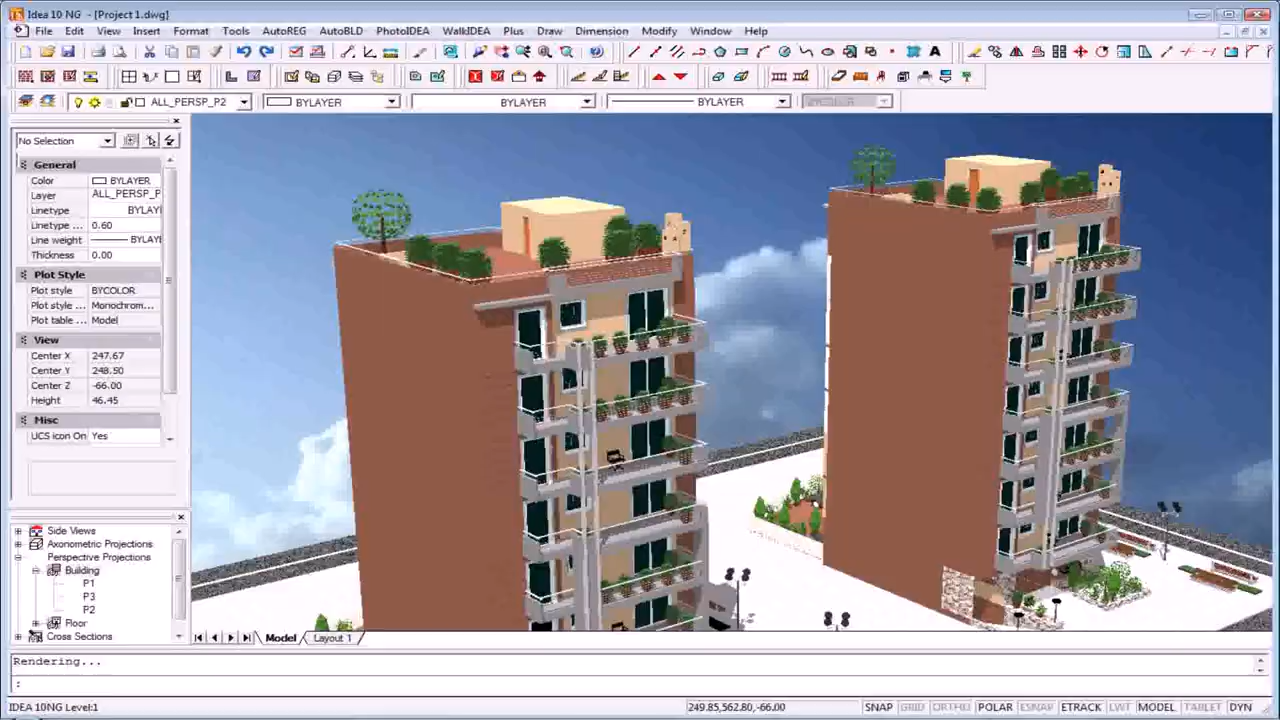 Idea 10 NG - [Project 1.dwg]
File Edit View Insert Format Tools AutoREG AutoBLD PhotoIDEA WalkIDEA Plus Draw Dimension Modify Window Help
ALL_PERSP_P2 BYLAYER BYLAYER BYLAYER
No Selection
General
Color BYLAYER
Layer ALL_PERSP_P
Linetype BYLAYI
Linetype ... 0.60
Line weight BYLAY
Thickness 0.00
Plot Style
Plot style BYCOLOR
Plot style ... Monochrom...
Plot table ... Model
View
Center X 247.67
Center Y 248.50
Center Z -66.00
Height 46.45
Misc
UCS icon On Yes
Side Views
Axonometric Projections
Perspective Projections
Building
P1
P3
P2
Floor
Cross Sections
Model Layout 1
Rendering...
:
IDEA 10NG Level:1 249.85,562.80,-66.00 SNAP GRID ORTHO POLAR ESNAP ETRACK LWT MODEL TABLET DYN